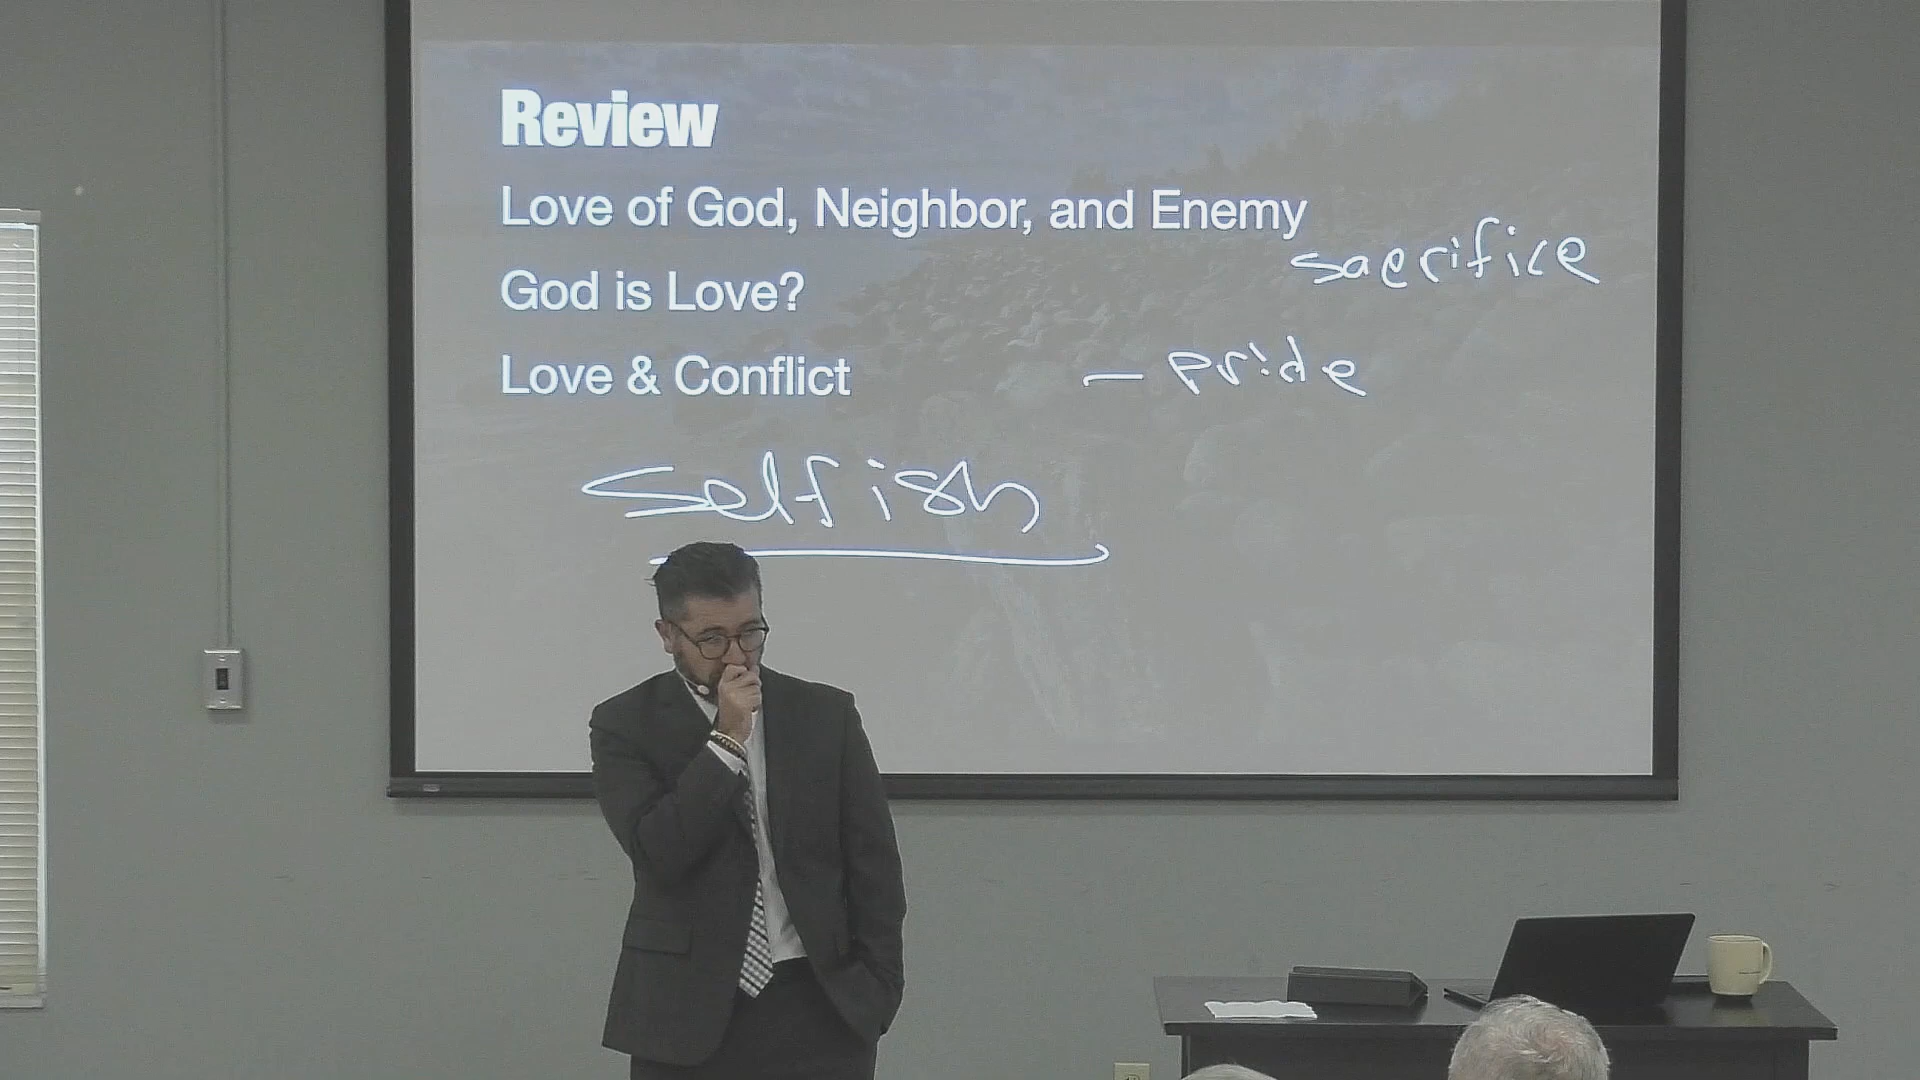 Review
Love of God, Neighbor, and Enemy
sacrifice
God is Love?
Love & Conflict
- pride
selfish